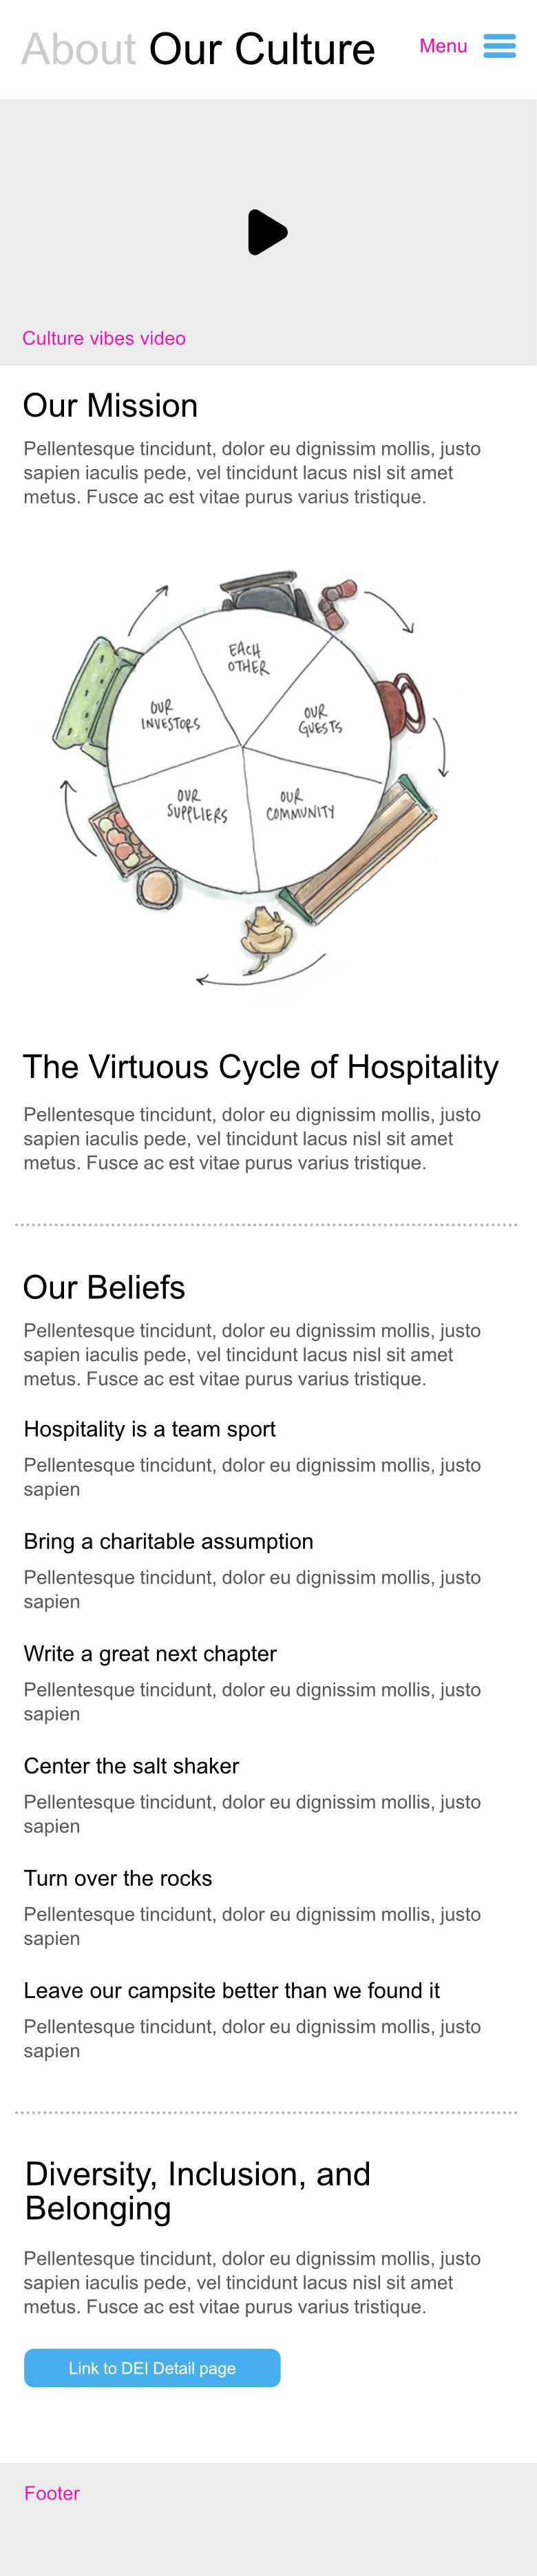 About Our Culture
Menu
Culture vibes video
Our Mission
Pellentesque tincidunt, dolor eu dignissim mollis, justo
sapien iaculis pede, vel tincidunt lacus nisl sit amet
metus. Fusce ac est vitae purus varius tristique.
EACH
OTHER
OUR
INVESTORS
OUR
GUESTS
OUR
SUPPLIERS
OUR
COMMUNITY
The Virtuous Cycle of Hospitality
Pellentesque tincidunt, dolor eu dignissim mollis, justo
sapien iaculis pede, vel tincidunt lacus nisl sit amet
metus. Fusce ac est vitae purus varius tristique.
Our Beliefs
Pellentesque tincidunt, dolor eu dignissim mollis, justo
sapien iaculis pede, vel tincidunt lacus nisl sit amet
metus. Fusce ac est vitae purus varius tristique.
Hospitality is a team sport
Pellentesque tincidunt, dolor eu dignissim mollis, justo
sapien
Bring a charitable assumption
Pellentesque tincidunt, dolor eu dignissim mollis, justo
sapien
Write a great next chapter
Pellentesque tincidunt, dolor eu dignissim mollis, justo
sapien
Center the salt shaker
Pellentesque tincidunt, dolor eu dignissim mollis, justo
sapien
Turn over the rocks
Pellentesque tincidunt, dolor eu dignissim mollis, justo
sapien
Leave our campsite better than we found it
Pellentesque tincidunt, dolor eu dignissim mollis, justo
sapien
Diversity, Inclusion, and
Belonging
Pellentesque tincidunt, dolor eu dignissim mollis, justo
sapien iaculis pede, vel tincidunt lacus nisl sit amet
metus. Fusce ac est vitae purus varius tristique.
Link to DEI Detail page
Footer